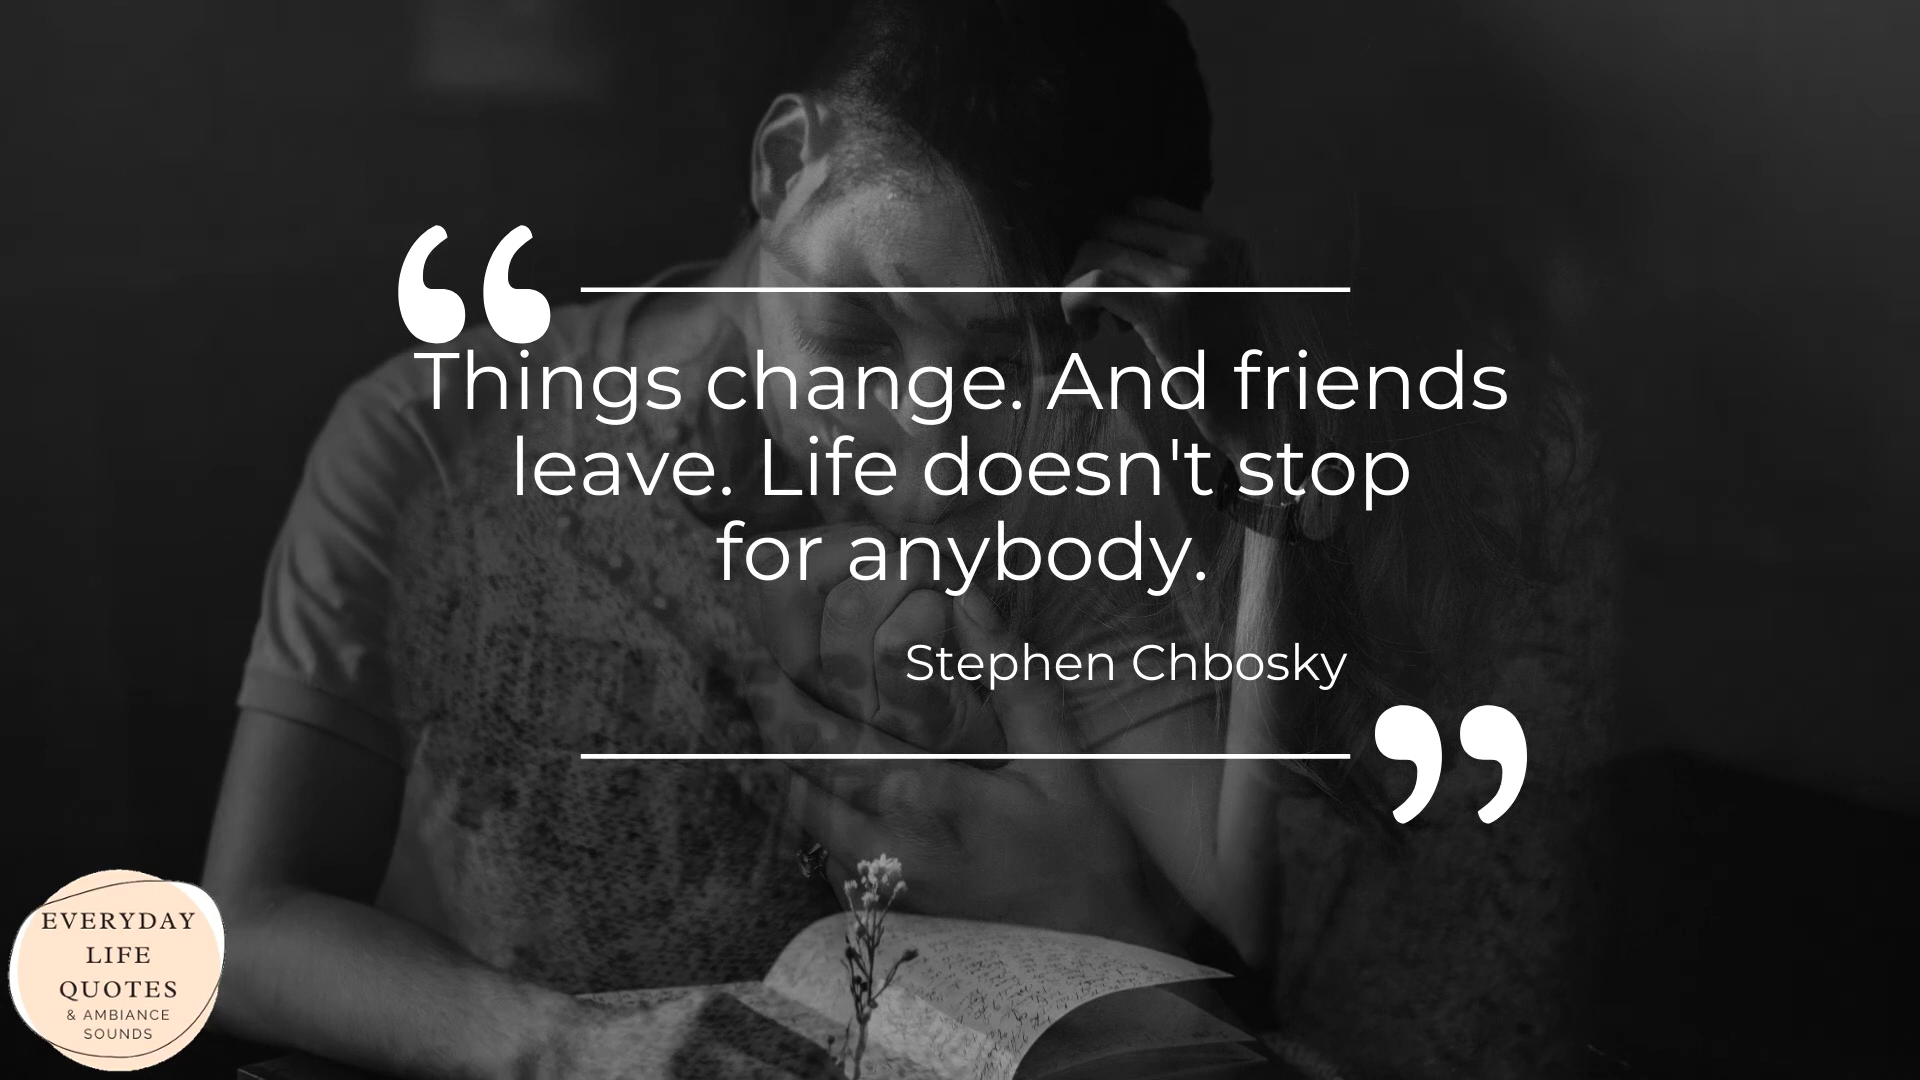 “
Things change. And friends
leave. Life doesn't stop
for anybody.
Stephen Chbosky
”
EVERYDAY
LIFE
QUOTES
& AMBIANCE
SOUNDS